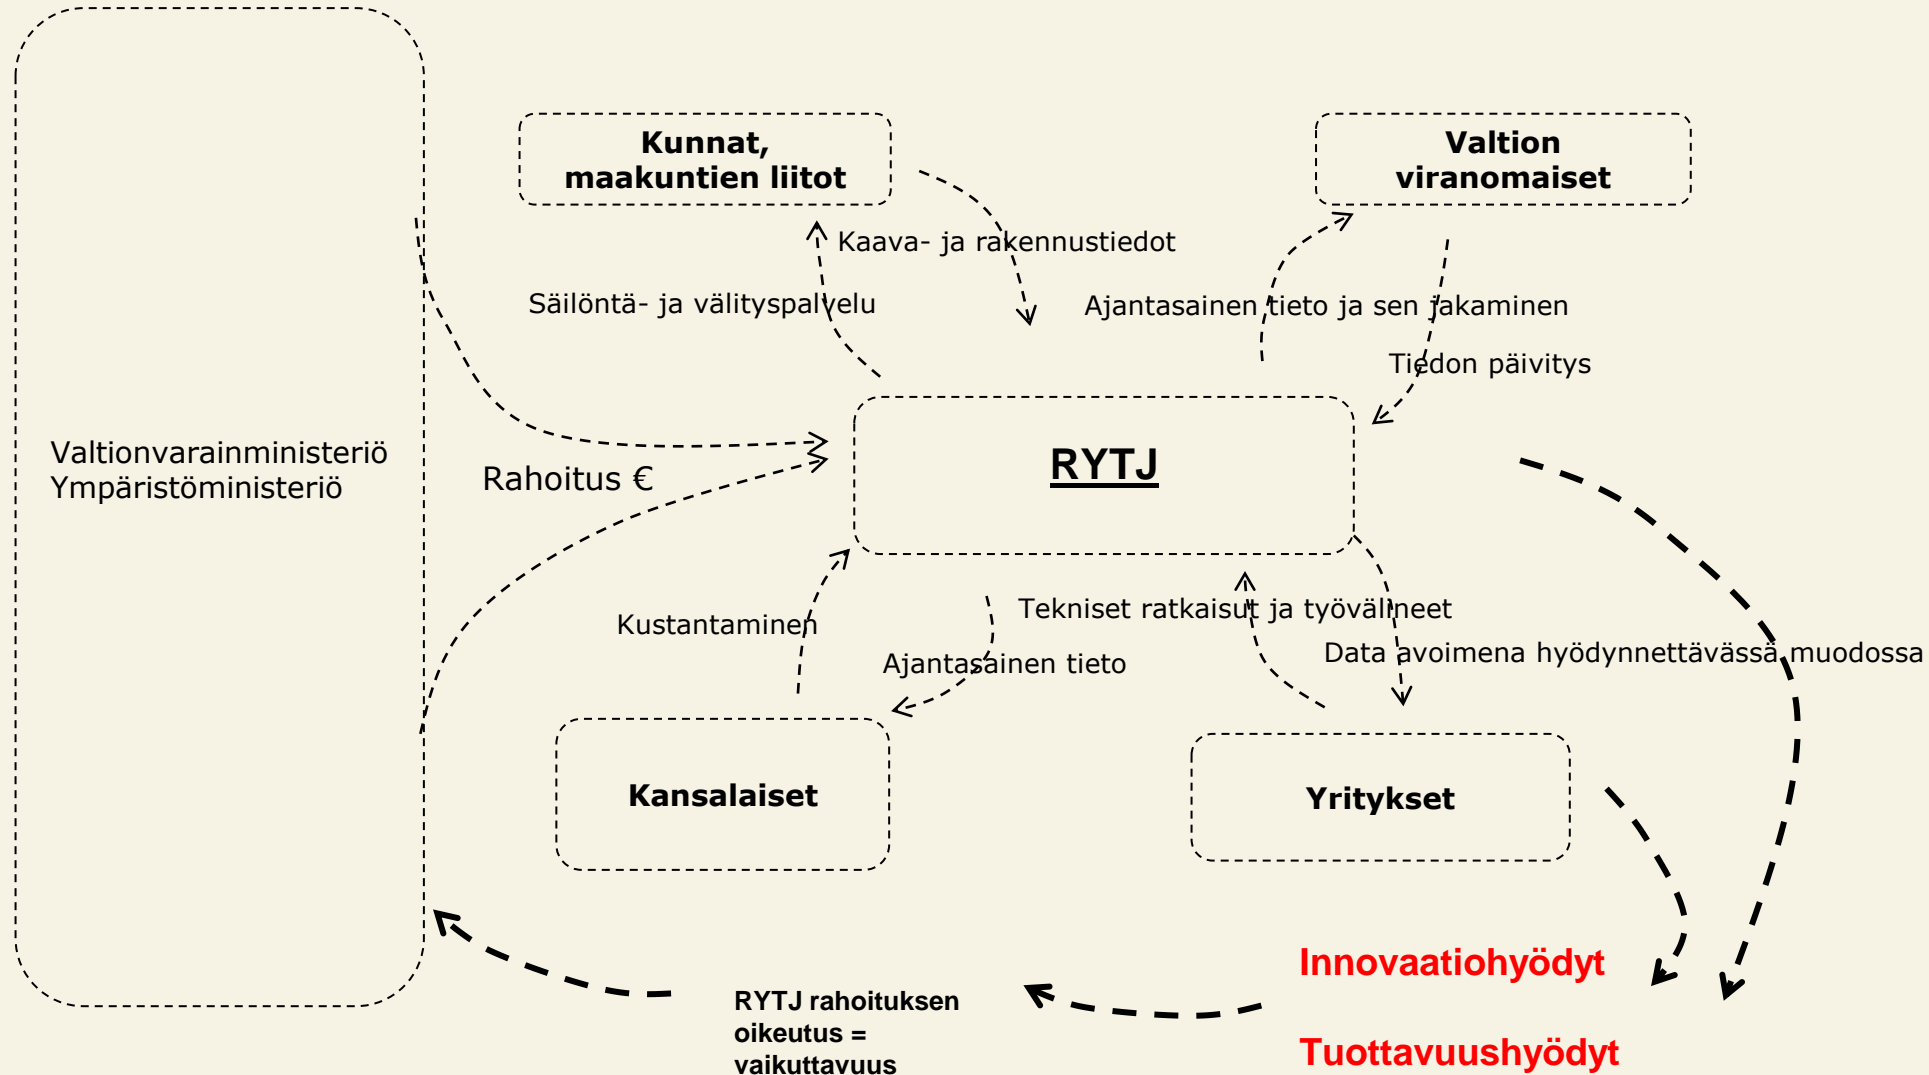 Kunnat,
maakuntien liitot
Valtion
viranomaiset
Kaava- ja rakennustiedot
Säilöntä- ja välityspalvelu
Ajantasainen tieto ja sen jakaminen
Tiedon päivitys
Valtionvarainministeriö
Ympäristöministeriö
Rahoitus €
RYTJ
Kustantaminen
Tekniset ratkaisut ja työvälineet
Ajantasainen tieto
Data avoimena hyödynnettävässä muodossa
Kansalaiset
Yritykset
Innovaatiohyödyt
RYTJ rahoituksen
oikeutus =
vaikuttavuus
Tuottavuushyödyt